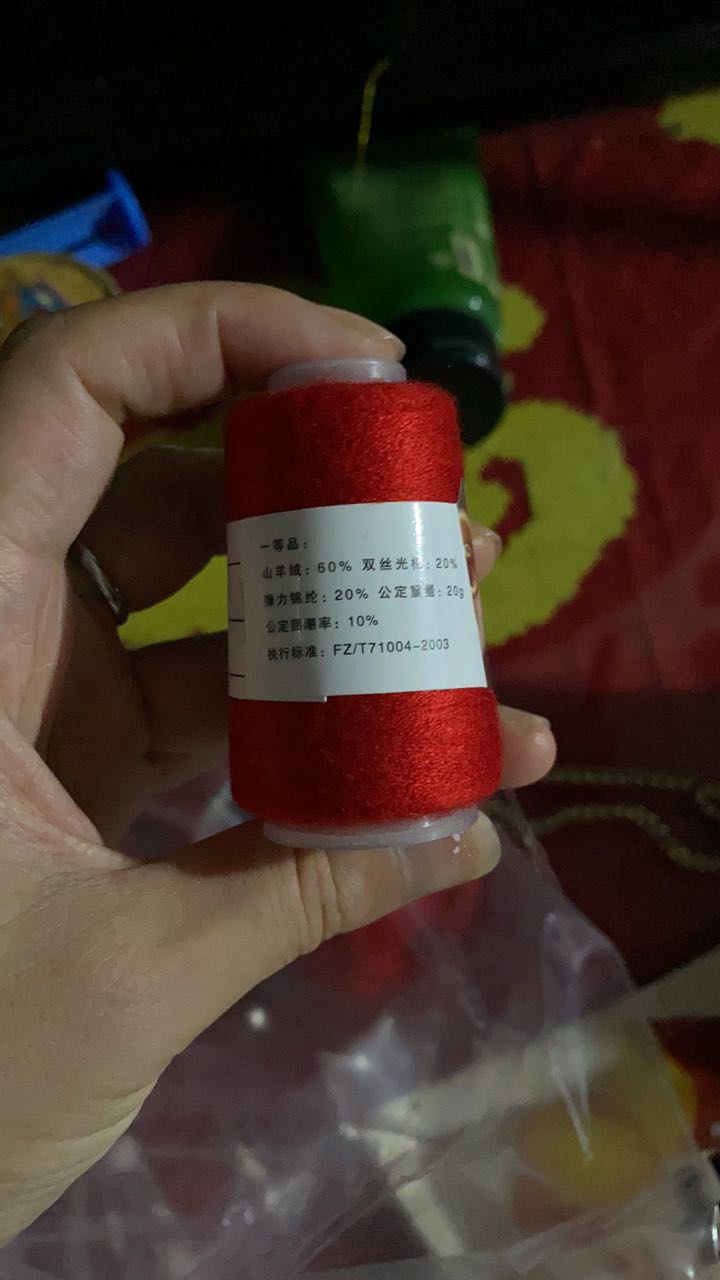 一等品：
山羊绒：60% 双丝光棉：20%
弹力锦纶：20% 公定重量：20g
公定回潮率：10%
执行标准：FZ/T71004-2003